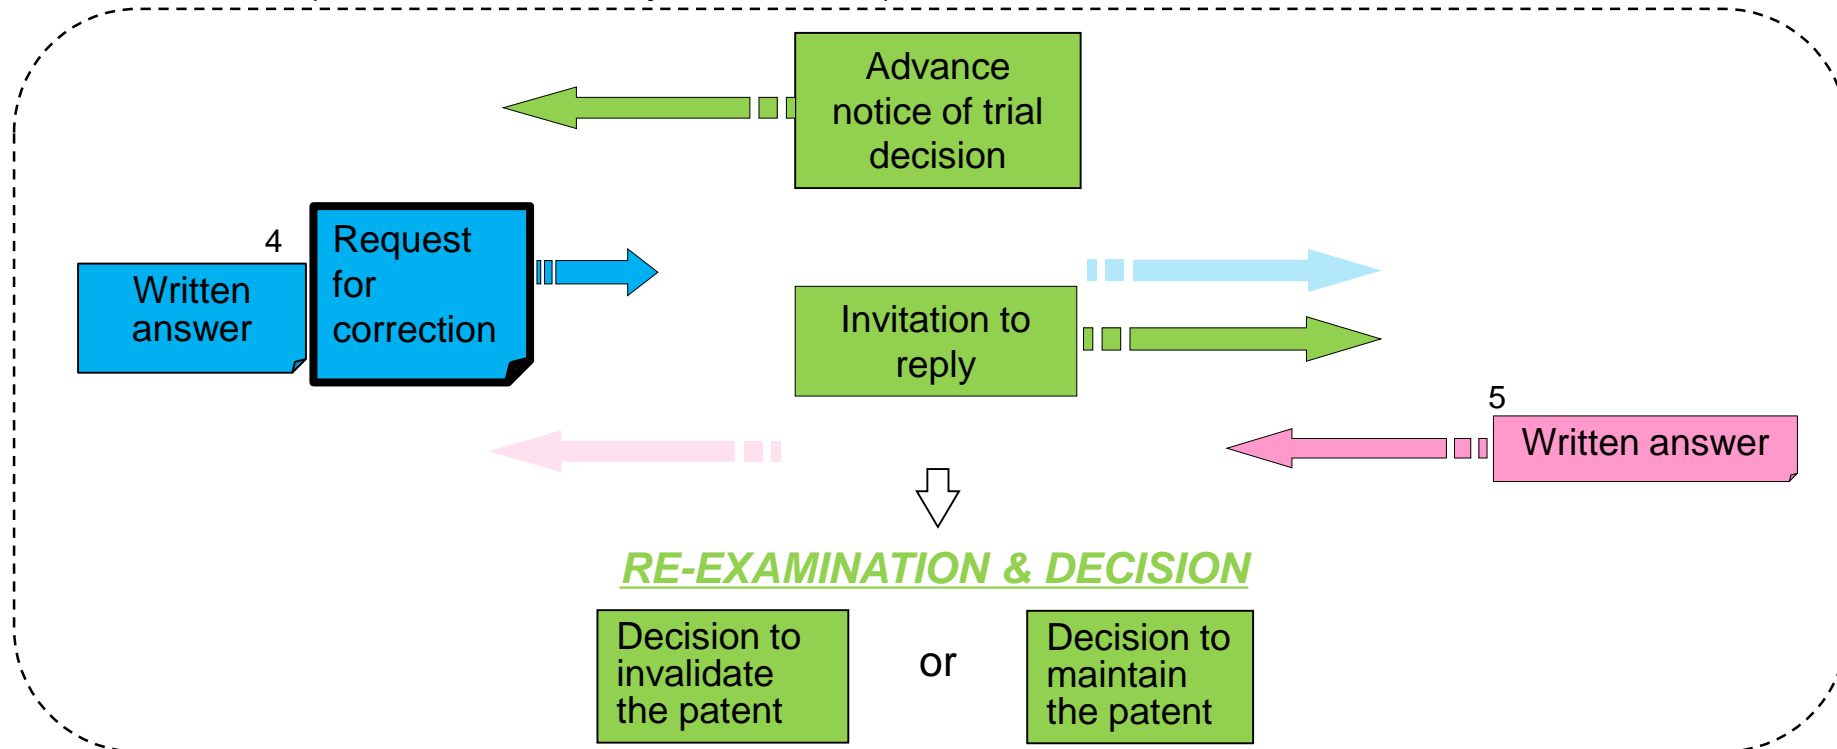 Advance
notice of trial
decision
4
Request
for
correction
Written
answer
Invitation to
reply
5
Written answer
RE-EXAMINATION & DECISION
Decision to
invalidate
the patent
or
Decision to
maintain
the patent